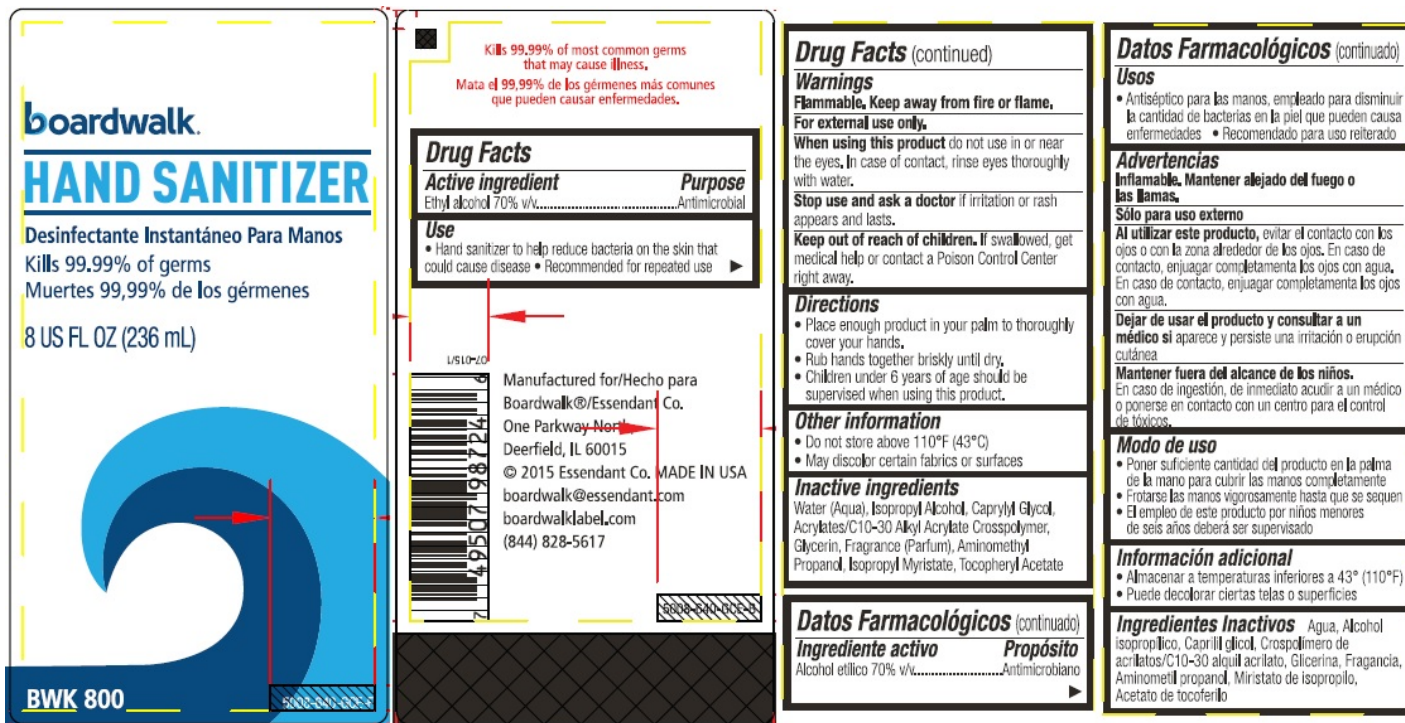 boardwalk.
HAND SANITIZER
Desinfectante Instantáneo Para Manos
Kills 99.99% of germs
Muertes 99,99% de los gérmenes
8 US FL OZ (236 mL)
BWK 800
Kills 99.99% of most common germs
that may cause illness.
Mata el 99,99% de los gérmenes más comunes
que pueden causar enfermedades.
Drug Facts
Active ingredient Purpose
Ethyl alcohol 70% v/v Antimicrobial
Use
• Hand sanitizer to help reduce bacteria on the skin that
could cause disease • Recommended for repeated use ▶
07-015/1
7 49507 98724 6
Manufactured for/Hecho para
Boardwalk®/Essendant Co.
One Parkway North
Deerfield, IL 60015
© 2015 Essendant Co. MADE IN USA
boardwalk@essendant.com
boardwalklabel.com
(844) 828-5617
Drug Facts (continued)
Warnings
Flammable. Keep away from fire or flame.
For external use only.
When using this product do not use in or near
the eyes. In case of contact, rinse eyes thoroughly
with water.
Stop use and ask a doctor if irritation or rash
appears and lasts.
Keep out of reach of children. If swallowed, get
medical help or contact a Poison Control Center
right away.
Directions
• Place enough product in your palm to thoroughly
cover your hands.
• Rub hands together briskly until dry.
• Children under 6 years of age should be
supervised when using this product.
Other information
• Do not store above 110°F (43°C)
• May discolor certain fabrics or surfaces
Inactive ingredients
Water (Aqua), Isopropyl Alcohol, Caprylyl Glycol,
Acrylates/C10-30 Alkyl Acrylate Crosspolymer,
Glycerin, Fragrance (Parfum), Aminomethyl
Propanol, Isopropyl Myristate, Tocopheryl Acetate
Datos Farmacológicos (continuado)
Ingrediente activo Propósito
Alcohol etílico 70% v/v Antimicrobiano
▶
Datos Farmacológicos (continuado)
Usos
• Antiséptico para las manos, empleado para disminuir
la cantidad de bacterias en la piel que pueden causa
enfermedades • Recomendado para uso reiterado
Advertencias
Inflamable. Mantener alejado del fuego o
las llamas.
Sólo para uso externo
Al utilizar este producto, evitar el contacto con los
ojos o con la zona alrededor de los ojos. En caso de
contacto, enjuagar completamenta los ojos con agua.
En caso de contacto, enjuagar completamenta los ojos
con agua.
Dejar de usar el producto y consultar a un
médico si aparece y persiste una irritación o erupción
cutánea
Mantener fuera del alcance de los niños.
En caso de ingestión, de inmediato acudir a un médico
o ponerse en contacto con un centro para el control
de tóxicos.
Modo de uso
• Poner suficiente cantidad del producto en la palma
de la mano para cubrir las manos completamente
• Frotarse las manos vigorosamente hasta que se sequen
• El empleo de este producto por niños menores
de seis años deberá ser supervisado
Información adicional
• Almacenar a temperaturas inferiores a 43° (110°F)
• Puede decolorar ciertas telas o superficies
Ingredientes Inactivos Agua, Alcohol
isopropílico, Caprilil glicol, Crospolímero de
acrilatos/C10-30 alquil acrilato, Glicerina, Fragancia,
Aminometil propanol, Miristato de isopropilo,
Acetato de tocoferilo